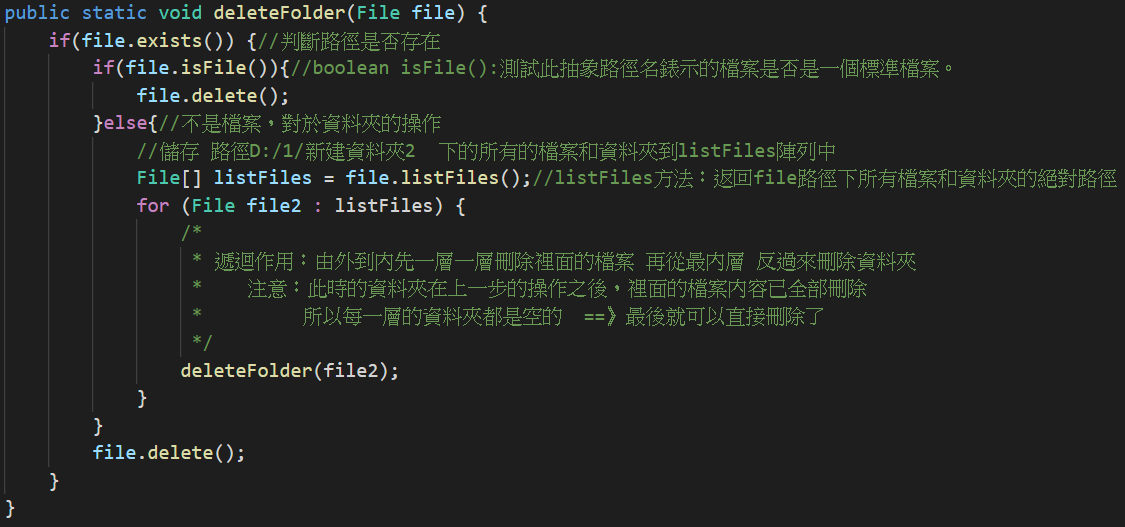 public static void deleteFolder(File file) {
    if(file.exists()) {//判斷路徑是否存在
        if(file.isFile()){//boolean isFile():測試此抽象路徑名錶示的檔案是否是一個標準檔案。
            file.delete();
        }else{//不是檔案，對於資料夾的操作
            //儲存 路徑D:/1/新建資料夾2  下的所有的檔案和資料夾到listFiles陣列中
            File[] listFiles = file.listFiles();//listFiles方法：返回file路徑下所有檔案和資料夾的絕對路徑
            for (File file2 : listFiles) {
                /*
                 * 遞迴作用：由外到內先一層一層刪除裡面的檔案 再從最內層 反過來刪除資料夾
                 *    注意：此時的資料夾在上一步的操作之後，裡面的檔案內容已全部刪除
                 *         所以每一層的資料夾都是空的  ==》最後就可以直接刪除了
                 */
                deleteFolder(file2);
            }
        }
        file.delete();
    }
}